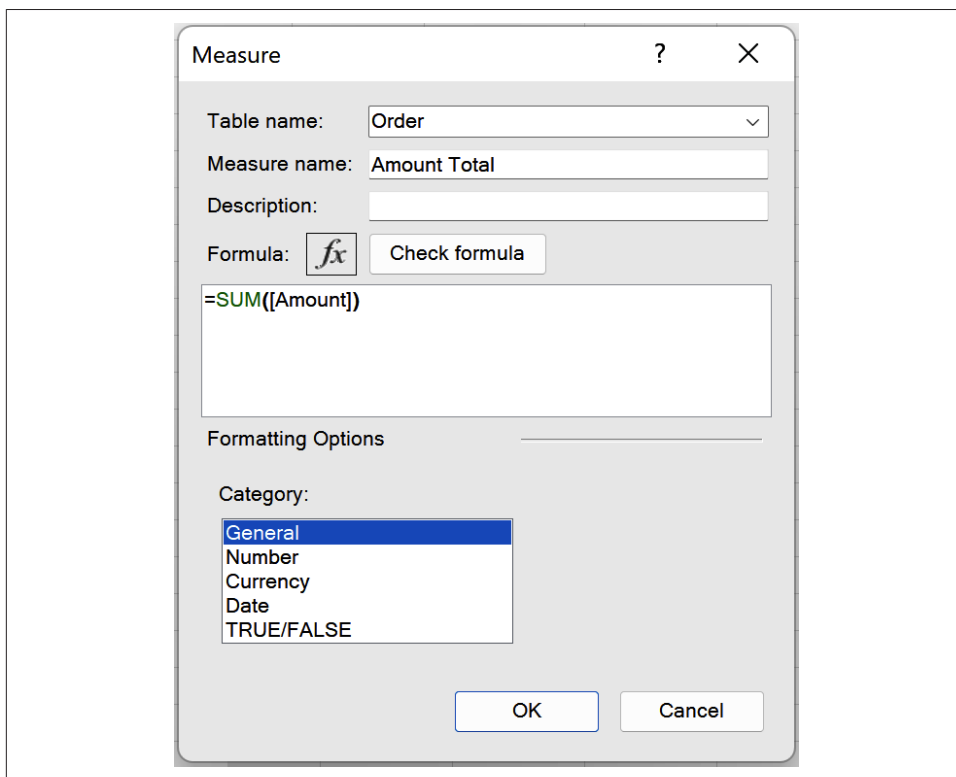 Measure ?
Table name: Order
Measure name: Amount Total
Description:
Formula: fx Check formula
=SUM([Amount])
Formatting Options
Category:
General
Number
Currency
Date
TRUE/FALSE
OK Cancel